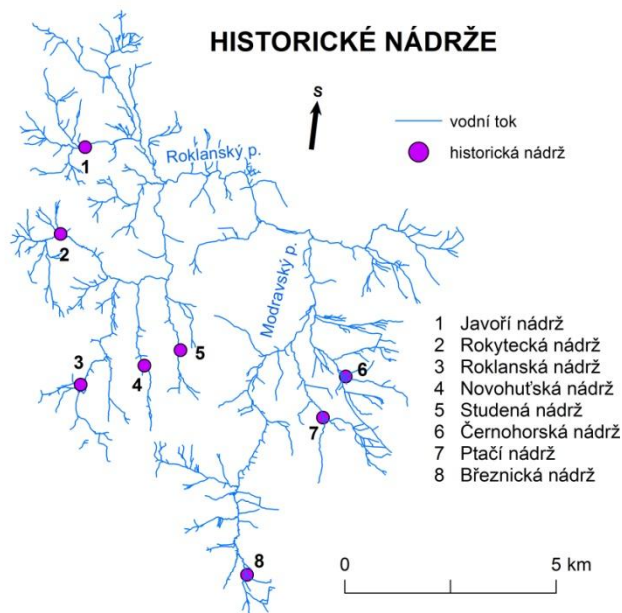 HISTORICKÉ NÁDRŽE
S
vodní tok
historická nádrž
Roklanský p.
Modravský p.
1
2
3
4
5
6
7
8
1 Javoří nádrž
2 Rokytecká nádrž
3 Roklanská nádrž
4 Novohuťská nádrž
5 Studená nádrž
6 Černohorská nádrž
7 Ptačí nádrž
8 Březnická nádrž
0 5 km